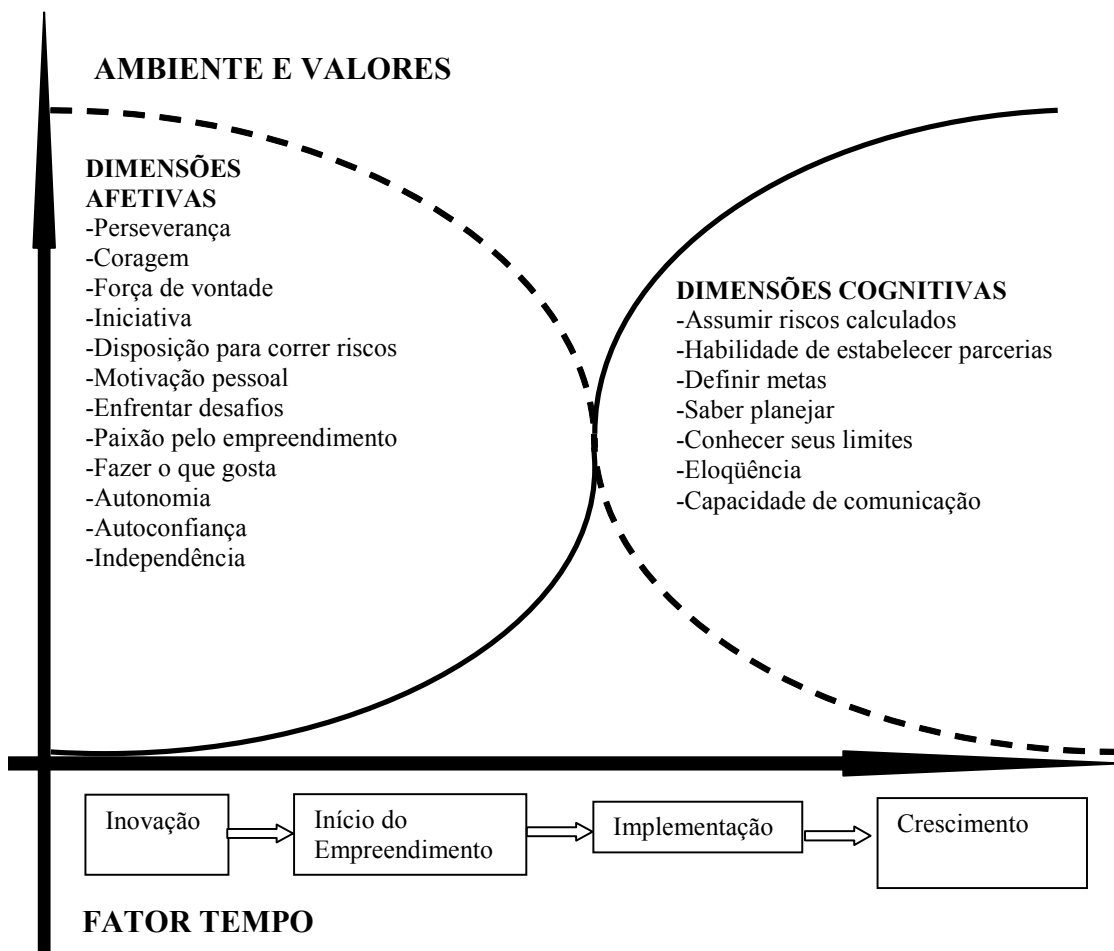 AMBIENTE E VALORES
DIMENSÕES
AFETIVAS
-Perseverança
-Coragem
-Força de vontade
-Iniciativa
-Disposição para correr riscos
-Motivação pessoal
-Enfrentar desafios
-Paixão pelo empreendimento
-Fazer o que gosta
-Autonomia
-Autoconfiança
-Independência
DIMENSÕES COGNITIVAS
-Assumir riscos calculados
-Habilidade de estabelecer parcerias
-Definir metas
-Saber planejar
-Conhecer seus limites
-Eloqüência
-Capacidade de comunicação
Inovação
Início do
Empreendimento
Implementação
Crescimento
FATOR TEMPO